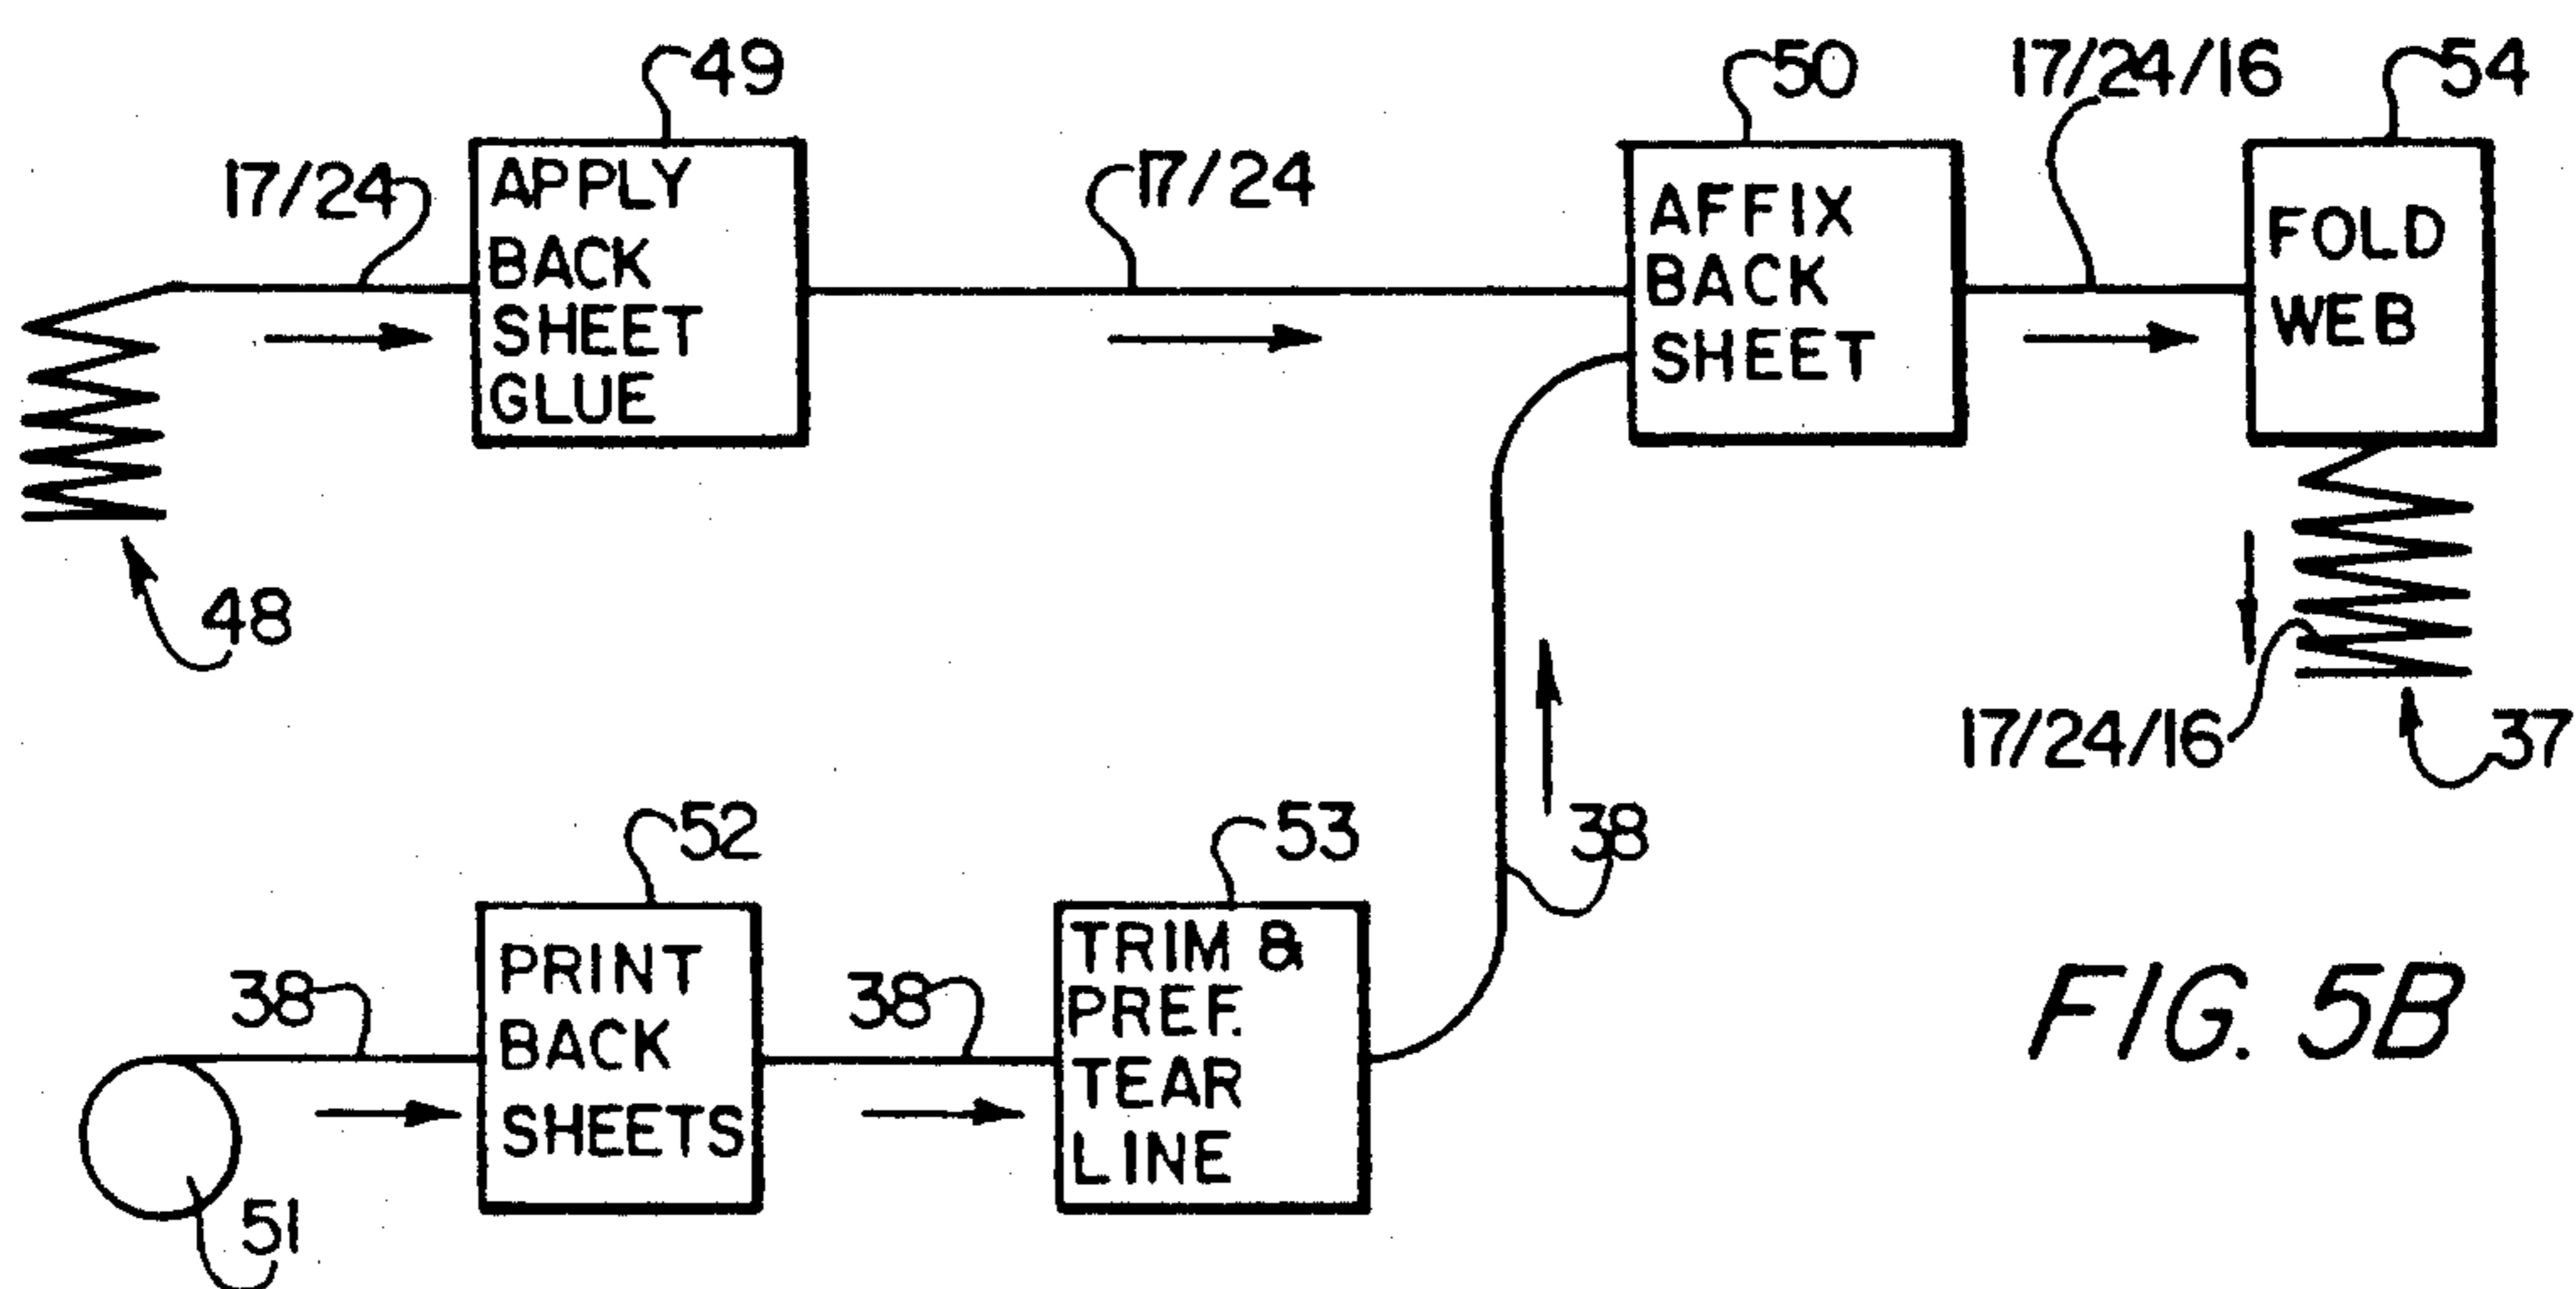 49
50
17/24/16
54
17/24
17/24
APPLY
BACK
SHEET
GLUE
AFFIX
BACK
SHEET
FOLD
WEB
48
17/24/16
37
52
53
38
38
38
PRINT
BACK
SHEETS
TRIM &
PREF.
TEAR
LINE
51
FIG. 5B